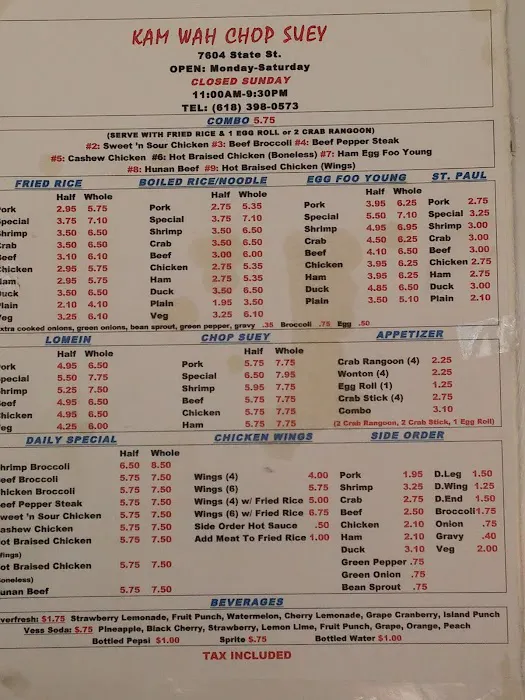 KAM WAH CHOP SUEY
7604 State St.
OPEN: Monday-Saturday
CLOSED SUNDAY
11:00AM-9:30PM
TEL: (618) 398-0573
COMBO 5.75
(SERVE WITH FRIED RICE & 1 EGG ROLL or 2 CRAB RANGOON)
#2: Sweet 'n Sour Chicken #3: Beef Broccoli #4: Beef Pepper Steak
#5: Cashew Chicken #6: Hot Braised Chicken (Boneless) #7: Ham Egg Foo Young
#8: Hunan Beef #9: Hot Braised Chicken (Wings)
FRIED RICE
Half Whole
ork 2.95 5.75
pecial 3.75 7.10
hrimp 3.50 6.50
rab 3.50 6.50
eef 3.10 6.10
hicken 2.95 5.75
am 2.95 5.75
uck 3.50 6.50
lain 2.10 4.10
eg 3.25 6.10
BOILED RICE/NOODLE
Half Whole
Pork 2.75 5.35
Special 3.75 7.10
Shrimp 3.50 6.50
Crab 3.50 6.50
Beef 3.00 6.00
Chicken 2.75 5.35
Ham 2.75 5.35
Duck 3.50 6.50
Plain 1.95 3.50
Veg 3.25 6.10
EGG FOO YOUNG
Half Whole
Pork 3.95 6.25
Special 5.50 7.10
Shrimp 4.95 6.95
Crab 4.50 6.25
Beef 4.10 6.50
Chicken 3.95 6.25
Ham 3.95 6.25
Duck 4.85 6.50
Plain 3.50 5.10
ST. PAUL
Pork 2.75
Special 3.25
Shrimp 3.00
Crab 3.00
Beef 3.00
Chicken 2.75
Ham 2.75
Duck 3.00
Plain 2.10
xtra cooked onions, green onions, bean sprout, green pepper, gravy .35 Broccoli .75 Egg .50
LOMEIN
Half Whole
ork 4.95 6.50
pecial 5.50 7.75
hrimp 5.25 7.50
eef 4.95 6.50
hicken 4.95 6.50
eg 4.25 6.00
CHOP SUEY
Half Whole
Pork 5.75 7.75
Special 6.50 7.95
Shrimp 5.95 7.75
Beef 5.75 7.75
Chicken 5.75 7.75
Ham 5.75 7.75
APPETIZER
Crab Rangoon (4) 2.25
Wonton (4) 2.25
Egg Roll (1) 1.25
Crab Stick (4) 2.75
Combo 3.10
(2 Crab Rangoon, 2 Crab Stick, 1 Egg Roll)
DAILY SPECIAL
Half Whole
hrimp Broccoli 6.50 8.50
eef Broccoli 5.75 7.50
hicken Broccoli 5.75 7.50
eef Pepper Steak 5.75 7.50
weet 'n Sour Chicken 5.75 7.50
ashew Chicken 5.75 7.50
ot Braised Chicken 5.75 7.50
ings)
ot Braised Chicken 5.75 7.50
oneless)
unan Beef 5.75 7.50
CHICKEN WINGS
Wings (4) 4.00
Wings (6) 5.75
Wings (4) w/ Fried Rice 5.00
Wings (6) w/ Fried Rice 6.75
Side Order Hot Sauce .50
Add Meat To Fried Rice 1.00
SIDE ORDER
Pork 1.95 D.Leg 1.50
Shrimp 3.25 D.Wing 1.25
Crab 2.75 D.End 1.50
Beef 2.50 Broccoli 1.75
Chicken 2.10 Onion .75
Ham 2.10 Gravy .40
Duck 3.10 Veg 2.00
Green Pepper .75
Green Onion .75
Bean Sprout .75
BEVERAGES
verfresh: $1.75 Strawberry Lemonade, Fruit Punch, Watermelon, Cherry Lemonade, Grape Cranberry, Island Punch
Vess Soda: $.75 Pineapple, Black Cherry, Strawberry, Lemon Lime, Fruit Punch, Grape, Orange, Peach
Bottled Pepsi $1.00 Sprite $.75 Bottled Water $1.00
TAX INCLUDED